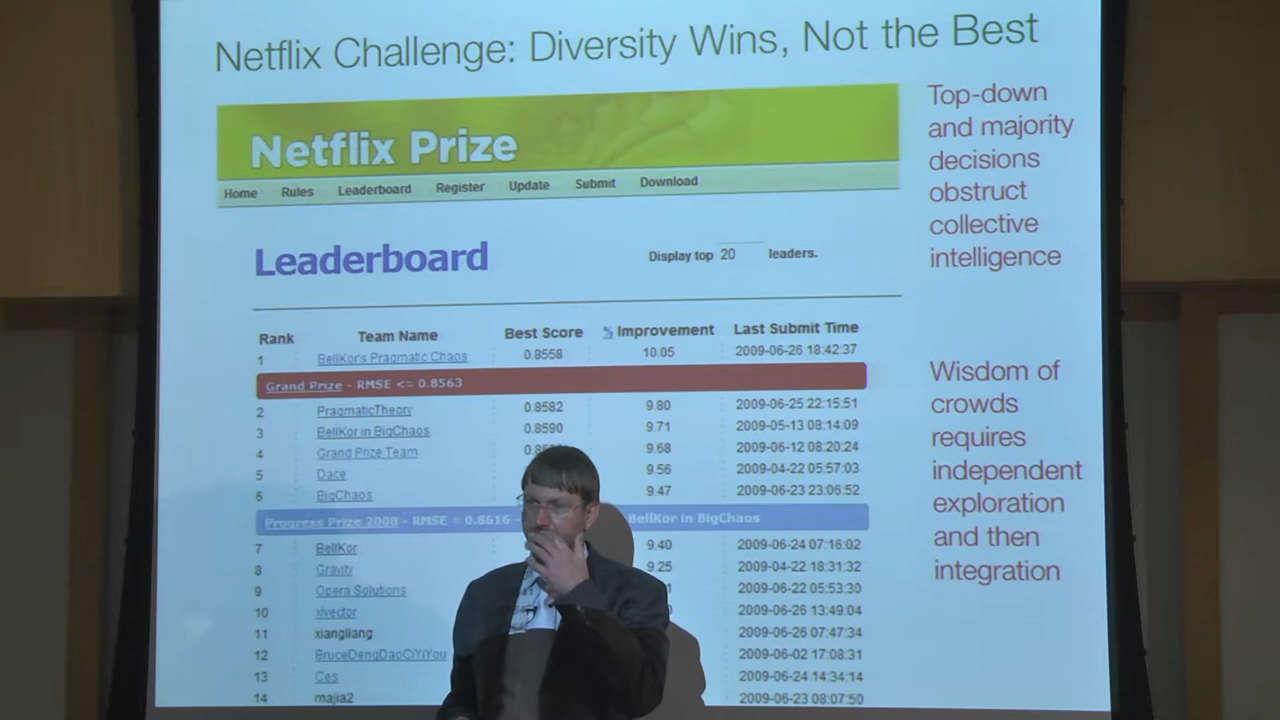 Netflix Challenge: Diversity Wins, Not the Best
Netflix Prize
Home Rules Leaderboard Register Update Submit Download
Leaderboard
Display top 20 leaders.
Rank Team Name Best Score % Improvement Last Submit Time
1 BellKor's Pragmatic Chaos 0.8558 10.05 2009-06-26 18:42:37
Grand Prize - RMSE <= 0.8563
2 PragmaticTheory 0.8582 9.80 2009-06-25 22:15:51
3 BellKor in BigChaos 0.8590 9.71 2009-05-13 08:14:09
4 Grand Prize Team 9.68 2009-06-12 08:20:24
5 Dace 9.56 2009-04-22 05:57:03
6 BigChaos 9.47 2009-06-23 23:06:52
Progress Prize 2008 - RMSE = 0.8616 - BellKor in BigChaos
7 BellKor 9.40 2009-06-24 07:16:02
8 Gravity 9.25 2009-04-22 18:31:32
9 Opera Solutions 2009-06-22 05:53:30
10 xlvector 2009-06-26 13:49:04
11 xiangliang 2009-06-26 07:47:34
12 BruceDengDaoCiYiYou 2009-06-02 17:08:31
13 Ces 2009-06-24 14:34:14
14 majia2 2009-06-23 08:07:50
Top-down
and majority
decisions
obstruct
collective
intelligence
Wisdom of
crowds
requires
independent
exploration
and then
integration